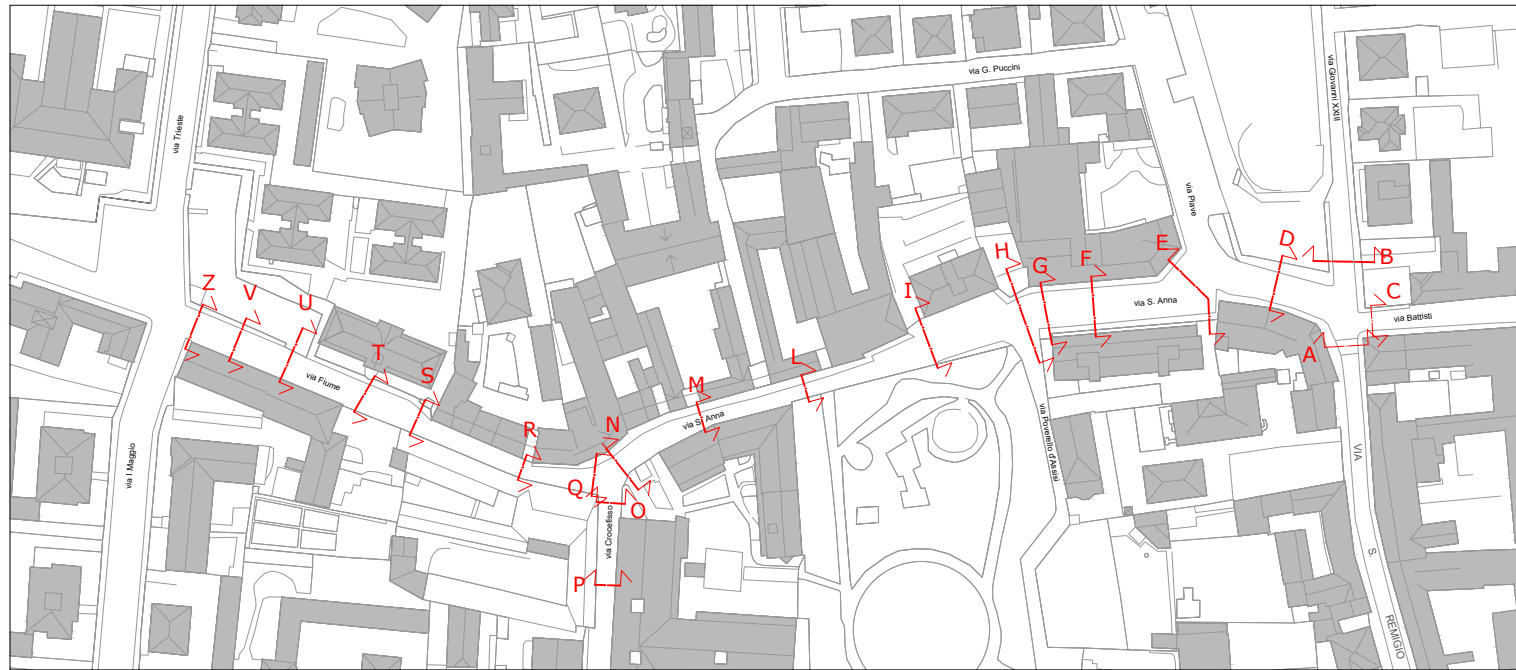 via G. Puccini
via Giovanni XXIII
via Trieste
via Piave
E
D
H
B
G
F
Z
V
U
I
C
via S. Anna
via Battisti
A
T
L
via Fiume
S
M
via S. Anna
R
N
via I Maggio
via Poverello d'Assisi
VIA
S.
REMIGIO
Q
O
via Crocefisso
P